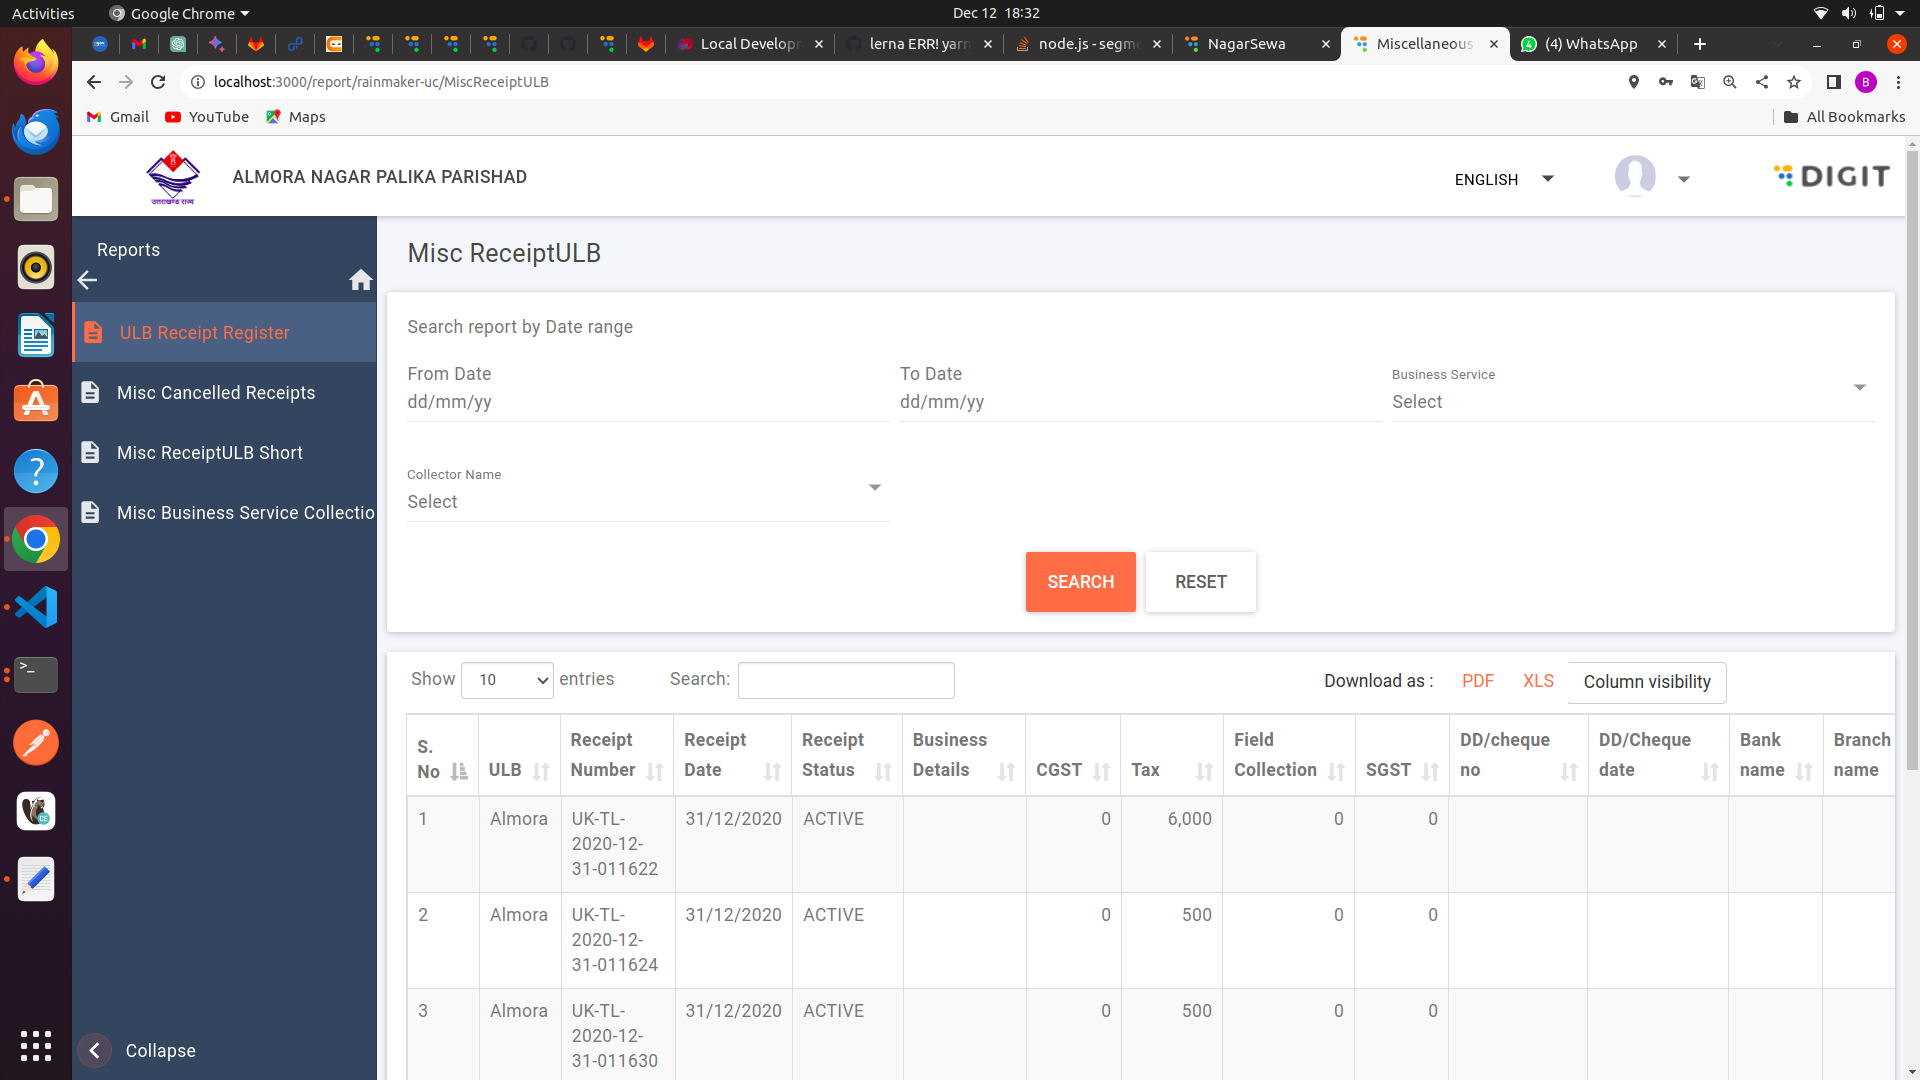 Activities
Google Chrome
Dec 12 18:32
Local Developm
lerna ERR! yarn
node.js - segme
NagarSewa
Miscellaneous
(4) WhatsApp
localhost:3000/report/rainmaker-uc/MiscReceiptULB
B
Gmail
YouTube
Maps
All Bookmarks
उत्तराखण्ड राज्य
ALMORA NAGAR PALIKA PARISHAD
ENGLISH
DIGIT
Reports
ULB Receipt Register
Misc Cancelled Receipts
Misc ReceiptULB Short
Misc Business Service Collectio
Collapse
Misc ReceiptULB
Search report by Date range
From Date
dd/mm/yy
To Date
dd/mm/yy
Business Service
Select
Collector Name
Select
SEARCH
RESET
Show 10 entries
Search:
Download as : PDF XLS Column visibility
S. No ULB Receipt Number Receipt Date Receipt Status Business Details CGST Tax Field Collection SGST DD/cheque no DD/Cheque date Bank name Branch name
1 Almora UK-TL-2020-12-31-011622 31/12/2020 ACTIVE 0 6,000 0 0
2 Almora UK-TL-2020-12-31-011624 31/12/2020 ACTIVE 0 500 0 0
3 Almora UK-TL-2020-12-31-011630 31/12/2020 ACTIVE 0 500 0 0